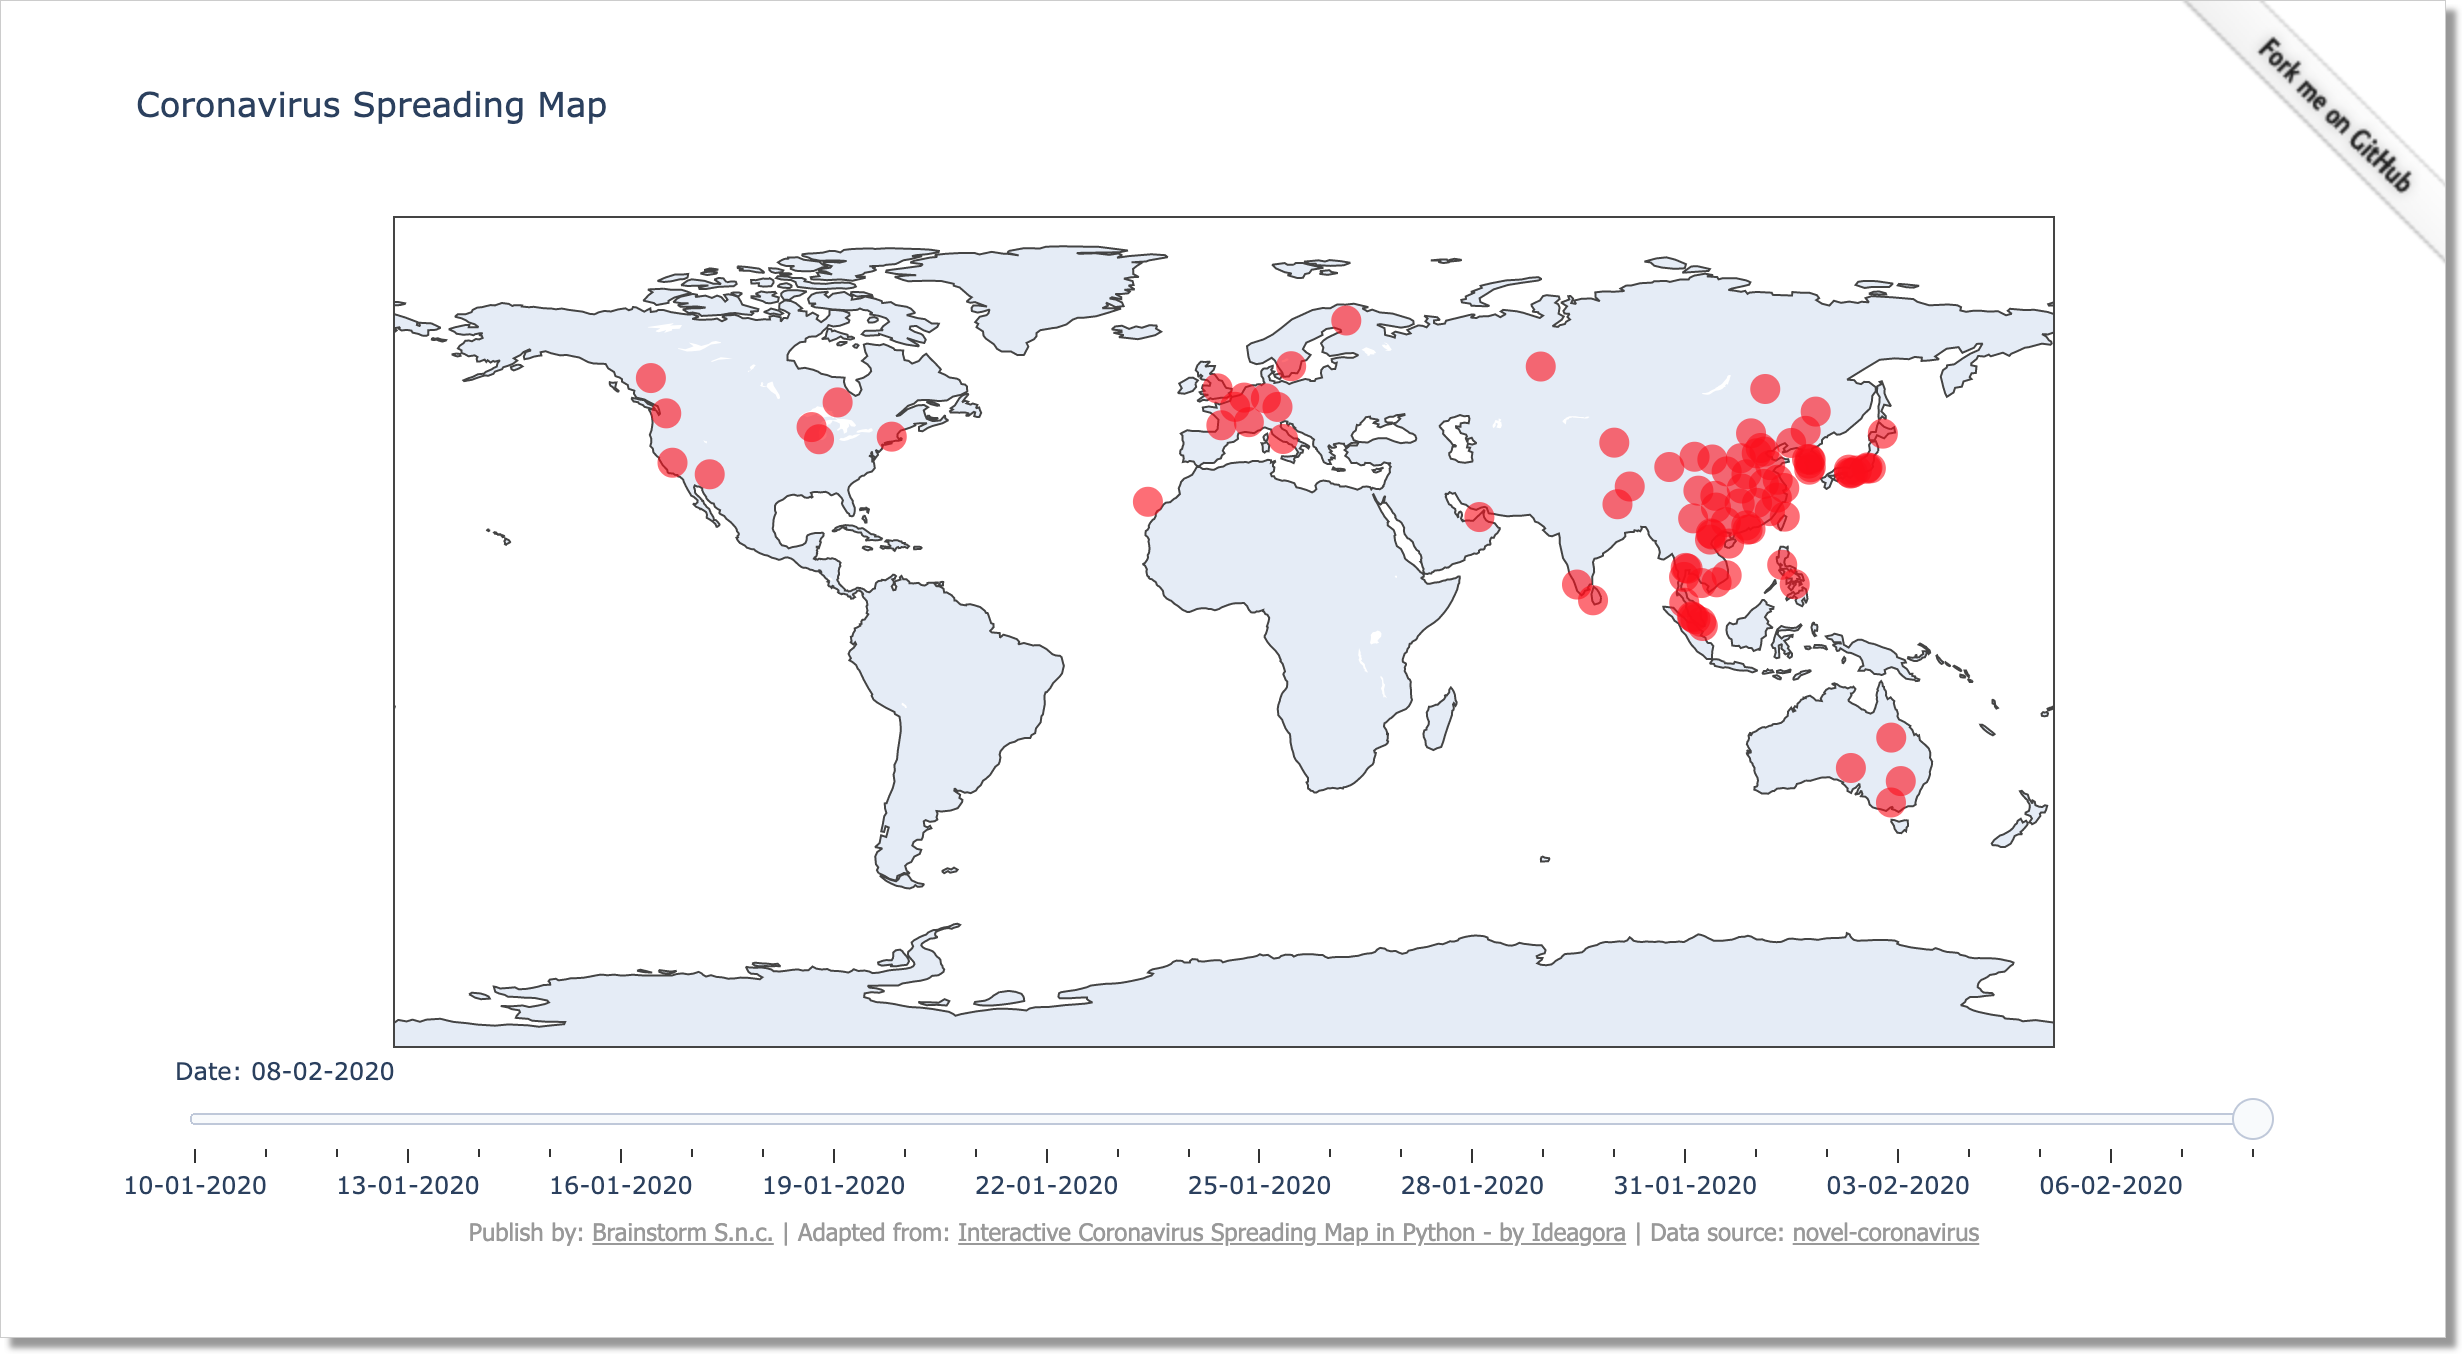 Fork me on GitHub
Coronavirus Spreading Map
Date: 08-02-2020
10-01-2020 13-01-2020 16-01-2020 19-01-2020 22-01-2020 25-01-2020 28-01-2020 31-01-2020 03-02-2020 06-02-2020
Publish by: Brainstorm S.n.c. | Adapted from: Interactive Coronavirus Spreading Map in Python - by Ideagora | Data source: novel-coronavirus